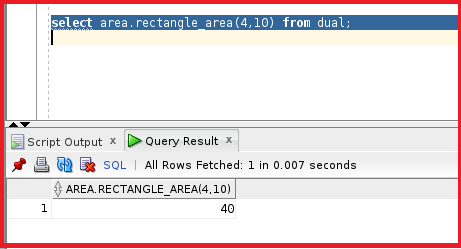 select area.rectangle_area(4,10) from dual;
Script Output x Query Result x
SQL | All Rows Fetched: 1 in 0.007 seconds
AREA.RECTANGLE_AREA(4,10)
1 40